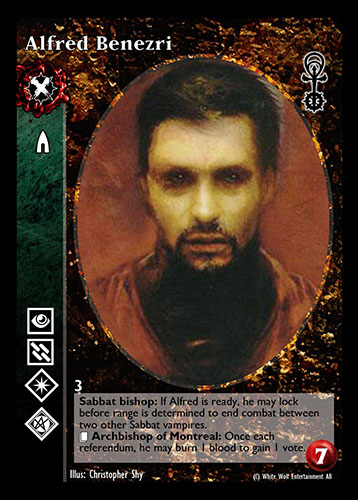 Alfred Benezri
3
Sabbat bishop: If Alfred is ready, he may lock
before range is determined to end combat between
two other Sabbat vampires.
Archbishop of Montreal: Once each
referendum, he may burn 1 blood to gain 1 vote.
7
Illus: Christopher Shy
(C) White Wolf Entertainment AB